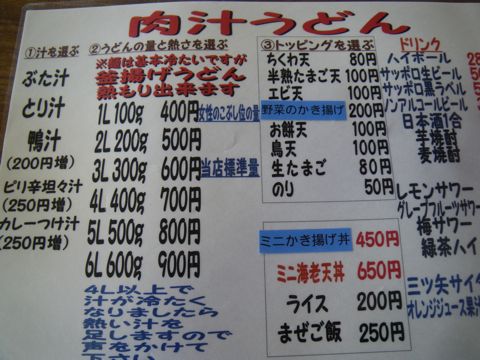 肉汁うどん
①汁を選ぶ
ぶた汁
とり汁
鴨汁
(200円増)
ピリ辛坦々汁
(250円増)
カレーつけ汁
(250円増)
②うどんの量と熱さを選ぶ
※麺は基本冷たいですが
釜揚げうどん
熱もり出来ます
1L 100g 400円 女性のこぶし位の量
2L 200g 500円
3L 300g 600円 当店標準量
4L 400g 700円
5L 500g 800円
6L 600g 900円
4L以上で
汁が冷たく
なりましたら
熱い汁を
足しますので
声をかけて
下さい
③トッピングを選ぶ
ちくわ天 80円
半熟たまご天 100円
エビ天 100円
野菜のかき揚げ 200円
お餅天 100円
鳥天 100円
生たまご 80円
のり 50円
ミニかき揚げ丼 450円
ミニ海老天丼 650円
ライス 200円
まぜご飯 250円
ドリンク
ハイボール
サッポロ生ビール
サッポロ黒ラベル
ノンアルコールビール
日本酒1合
芋焼酎
麦焼酎
レモンサワー
グレープフルーツサワー
梅サワー
緑茶ハイ
三ツ矢サイダ
オレンジジュース果汁